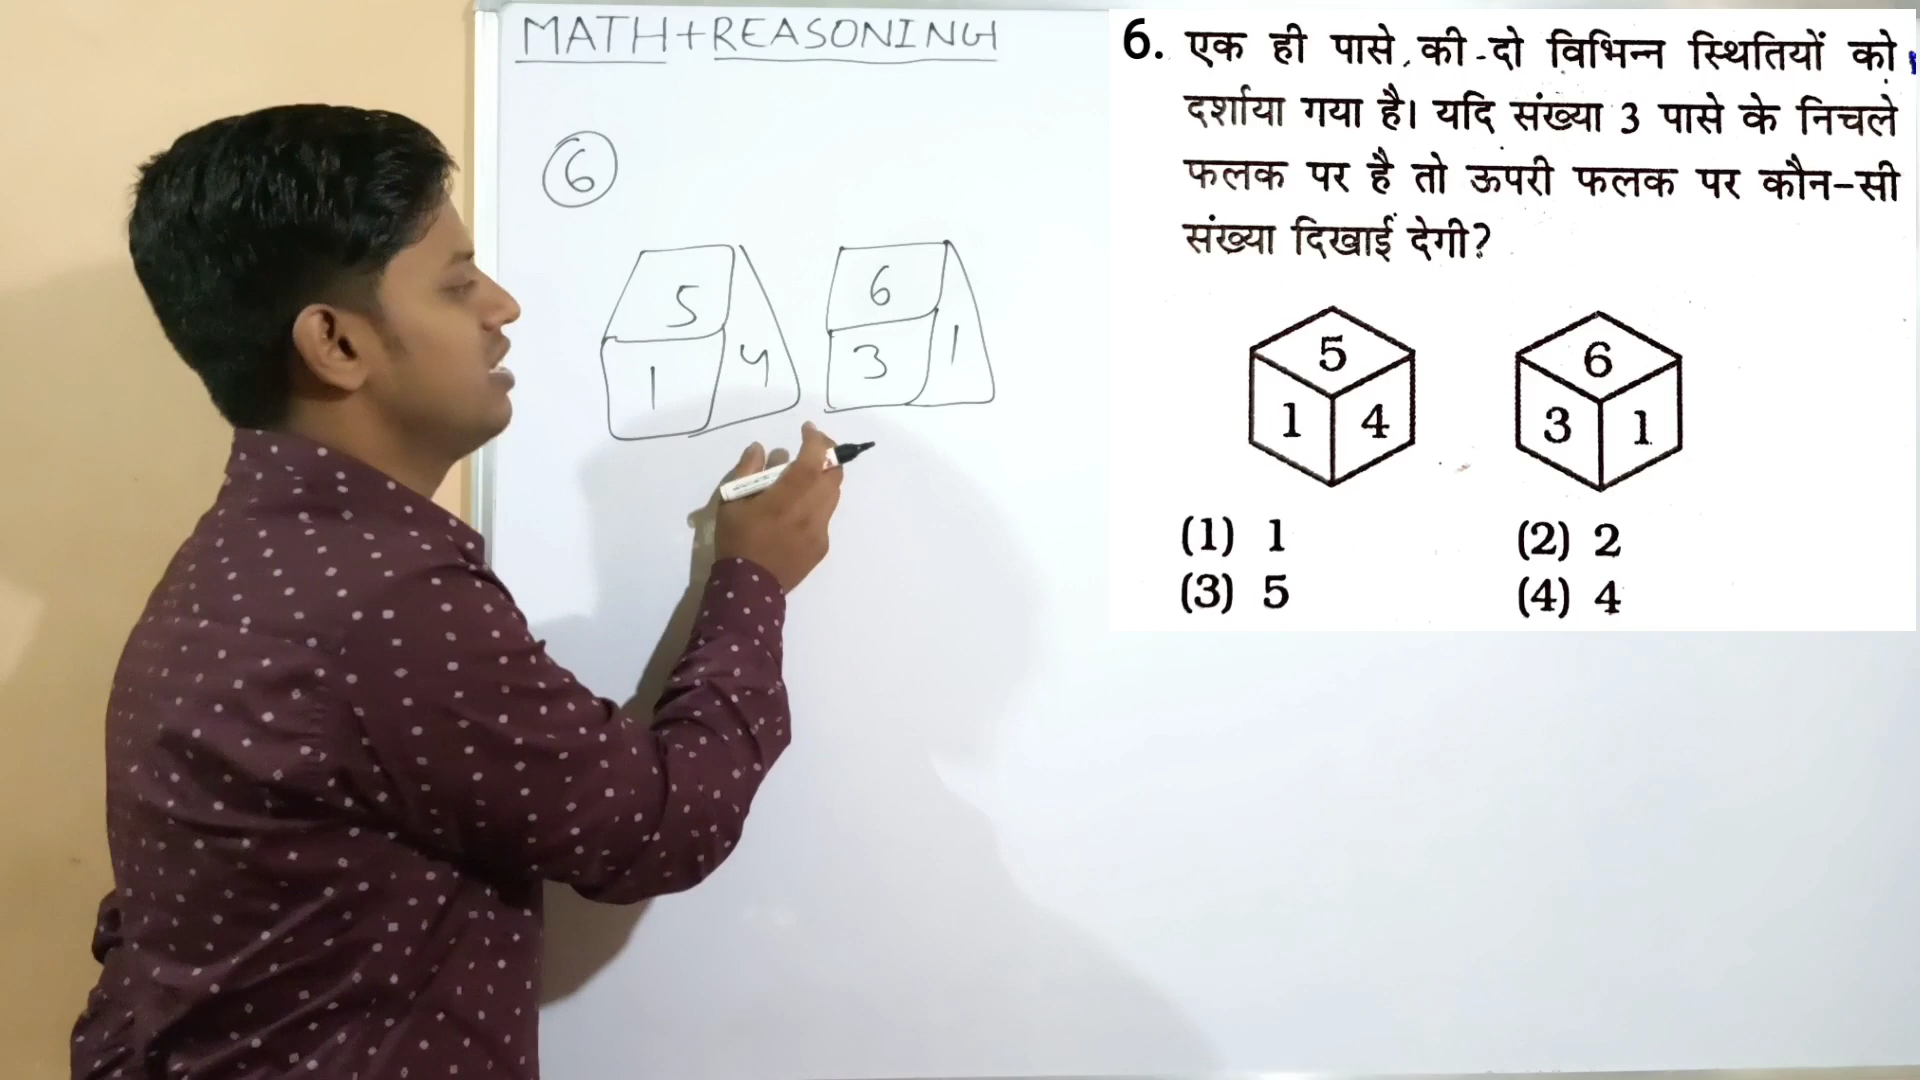 MATH+REASONING
6
5
1 4
6
3 1
6. एक ही पासे की दो विभिन्न स्थितियों को
दर्शाया गया है। यदि संख्या 3 पासे के निचले
फलक पर है तो ऊपरी फलक पर कौन-सी
संख्या दिखाई देगी?
5
1 4
6
3 1
(1) 1 (2) 2
(3) 5 (4) 4